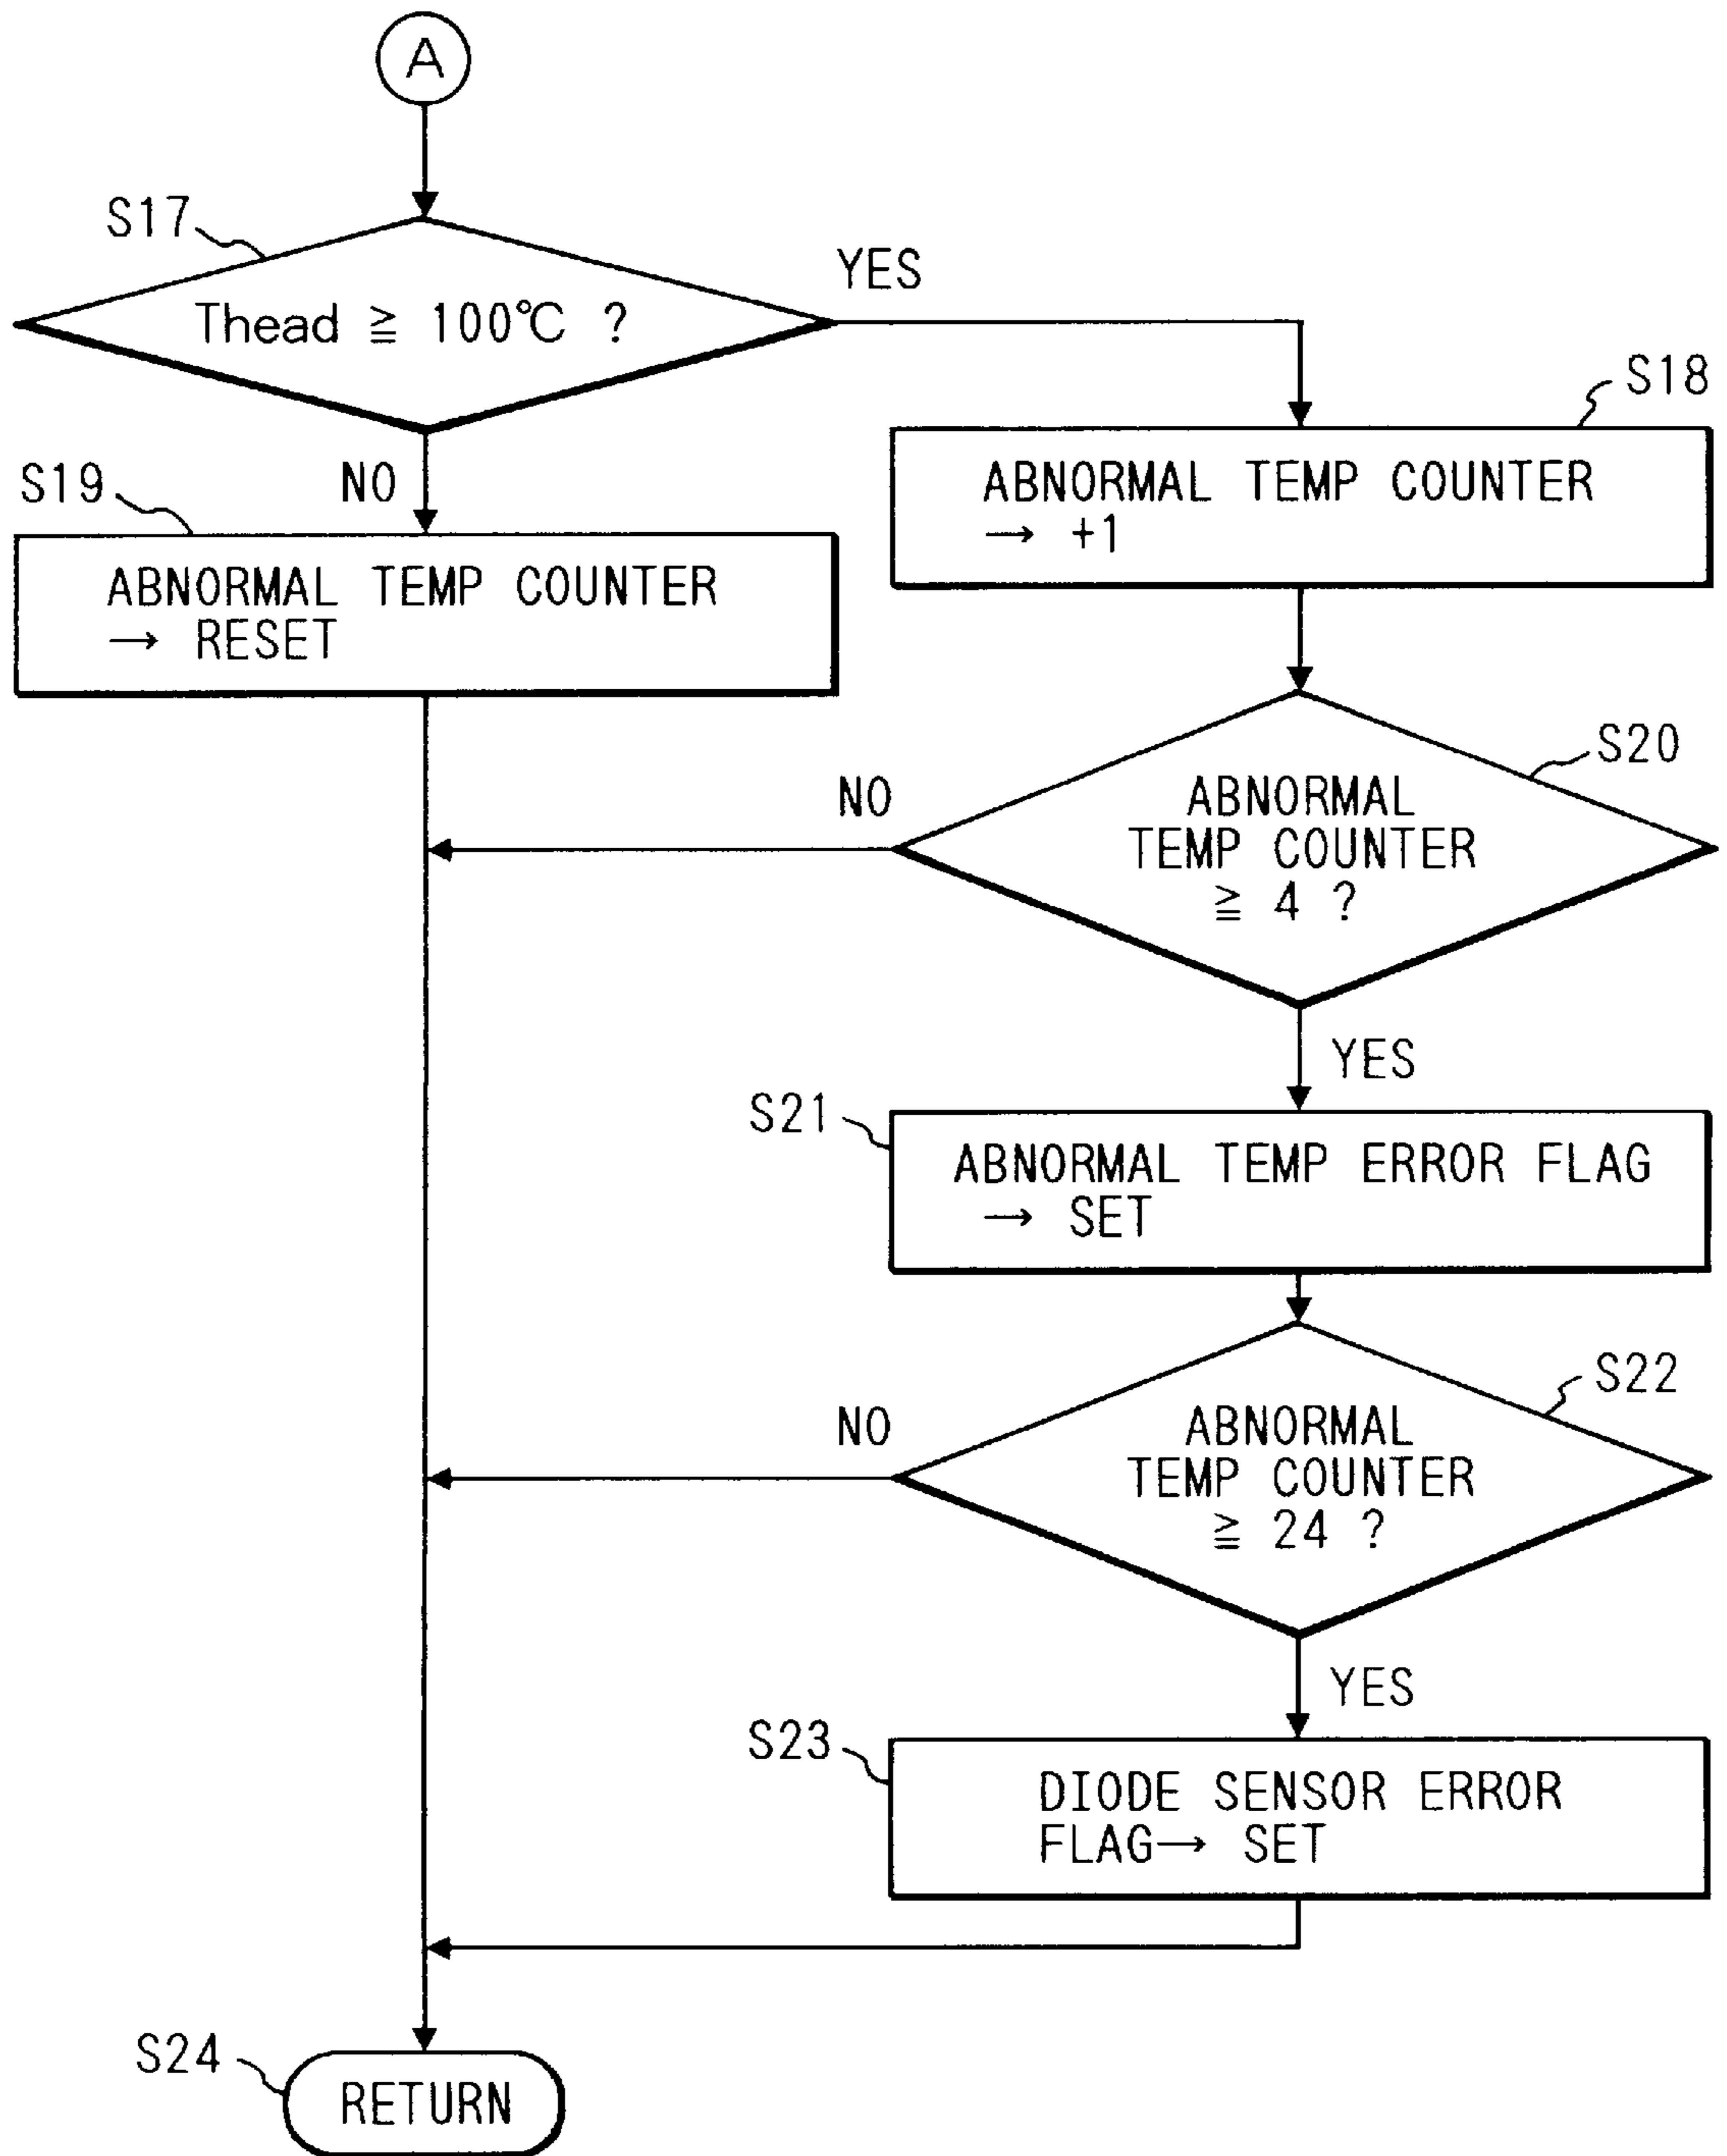 A
S17
YES
Thead ≧ 100℃ ?
S18
ABNORMAL TEMP COUNTER
→ +1
S19
NO
ABNORMAL TEMP COUNTER
→ RESET
S20
NO
ABNORMAL
TEMP COUNTER
≧ 4 ?
YES
S21
ABNORMAL TEMP ERROR FLAG
→ SET
S22
NO
ABNORMAL
TEMP COUNTER
≧ 24 ?
YES
S23
DIODE SENSOR ERROR
FLAG→ SET
S24
RETURN